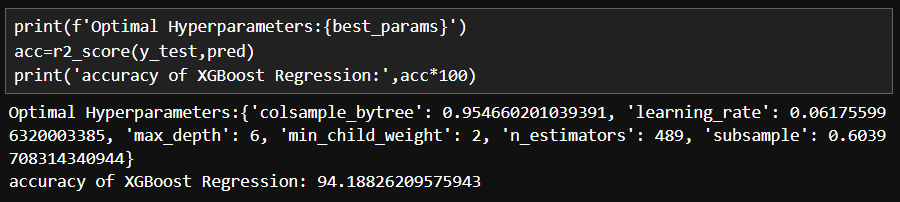 print(f'Optimal Hyperparameters:{best_params}')
acc=r2_score(y_test,pred)
print('accuracy of XGBoost Regression:',acc*100)
Optimal Hyperparameters:{'colsample_bytree': 0.954660201039391, 'learning_rate': 0.06175599
6320003385, 'max_depth': 6, 'min_child_weight': 2, 'n_estimators': 489, 'subsample': 0.6039
708314340944}
accuracy of XGBoost Regression: 94.18826209575943